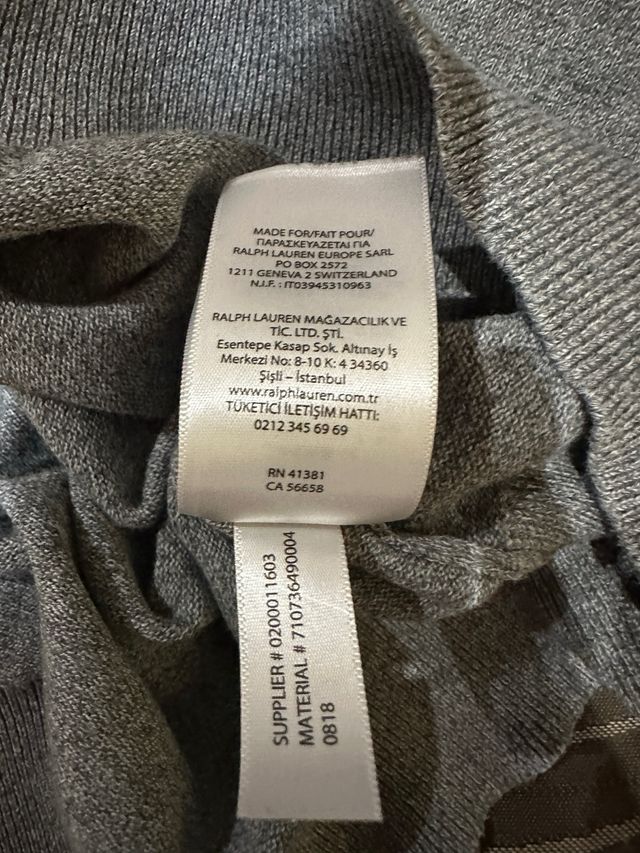 MADE FOR/FAIT POUR/
ΠΑΡΑΣΚΕΥΑΖΕΤΑΙ ΓΙΑ
RALPH LAUREN EUROPE SARL
PO BOX 2572
1211 GENEVA 2 SWITZERLAND
N.I.F. : IT03945310963
RALPH LAUREN MAĞAZACILIK VE
TİC. LTD. ŞTİ.
Esentepe Kasap Sok. Altınay İş
Merkezi No: 8-10 K: 4 34360
Şişli – İstanbul
www.ralphlauren.com.tr
TÜKETİCİ İLETİŞİM HATTI:
0212 345 69 69
RN 41381
CA 56658
SUPPLIER # 0200011603
MATERIAL # 710736490004
0818